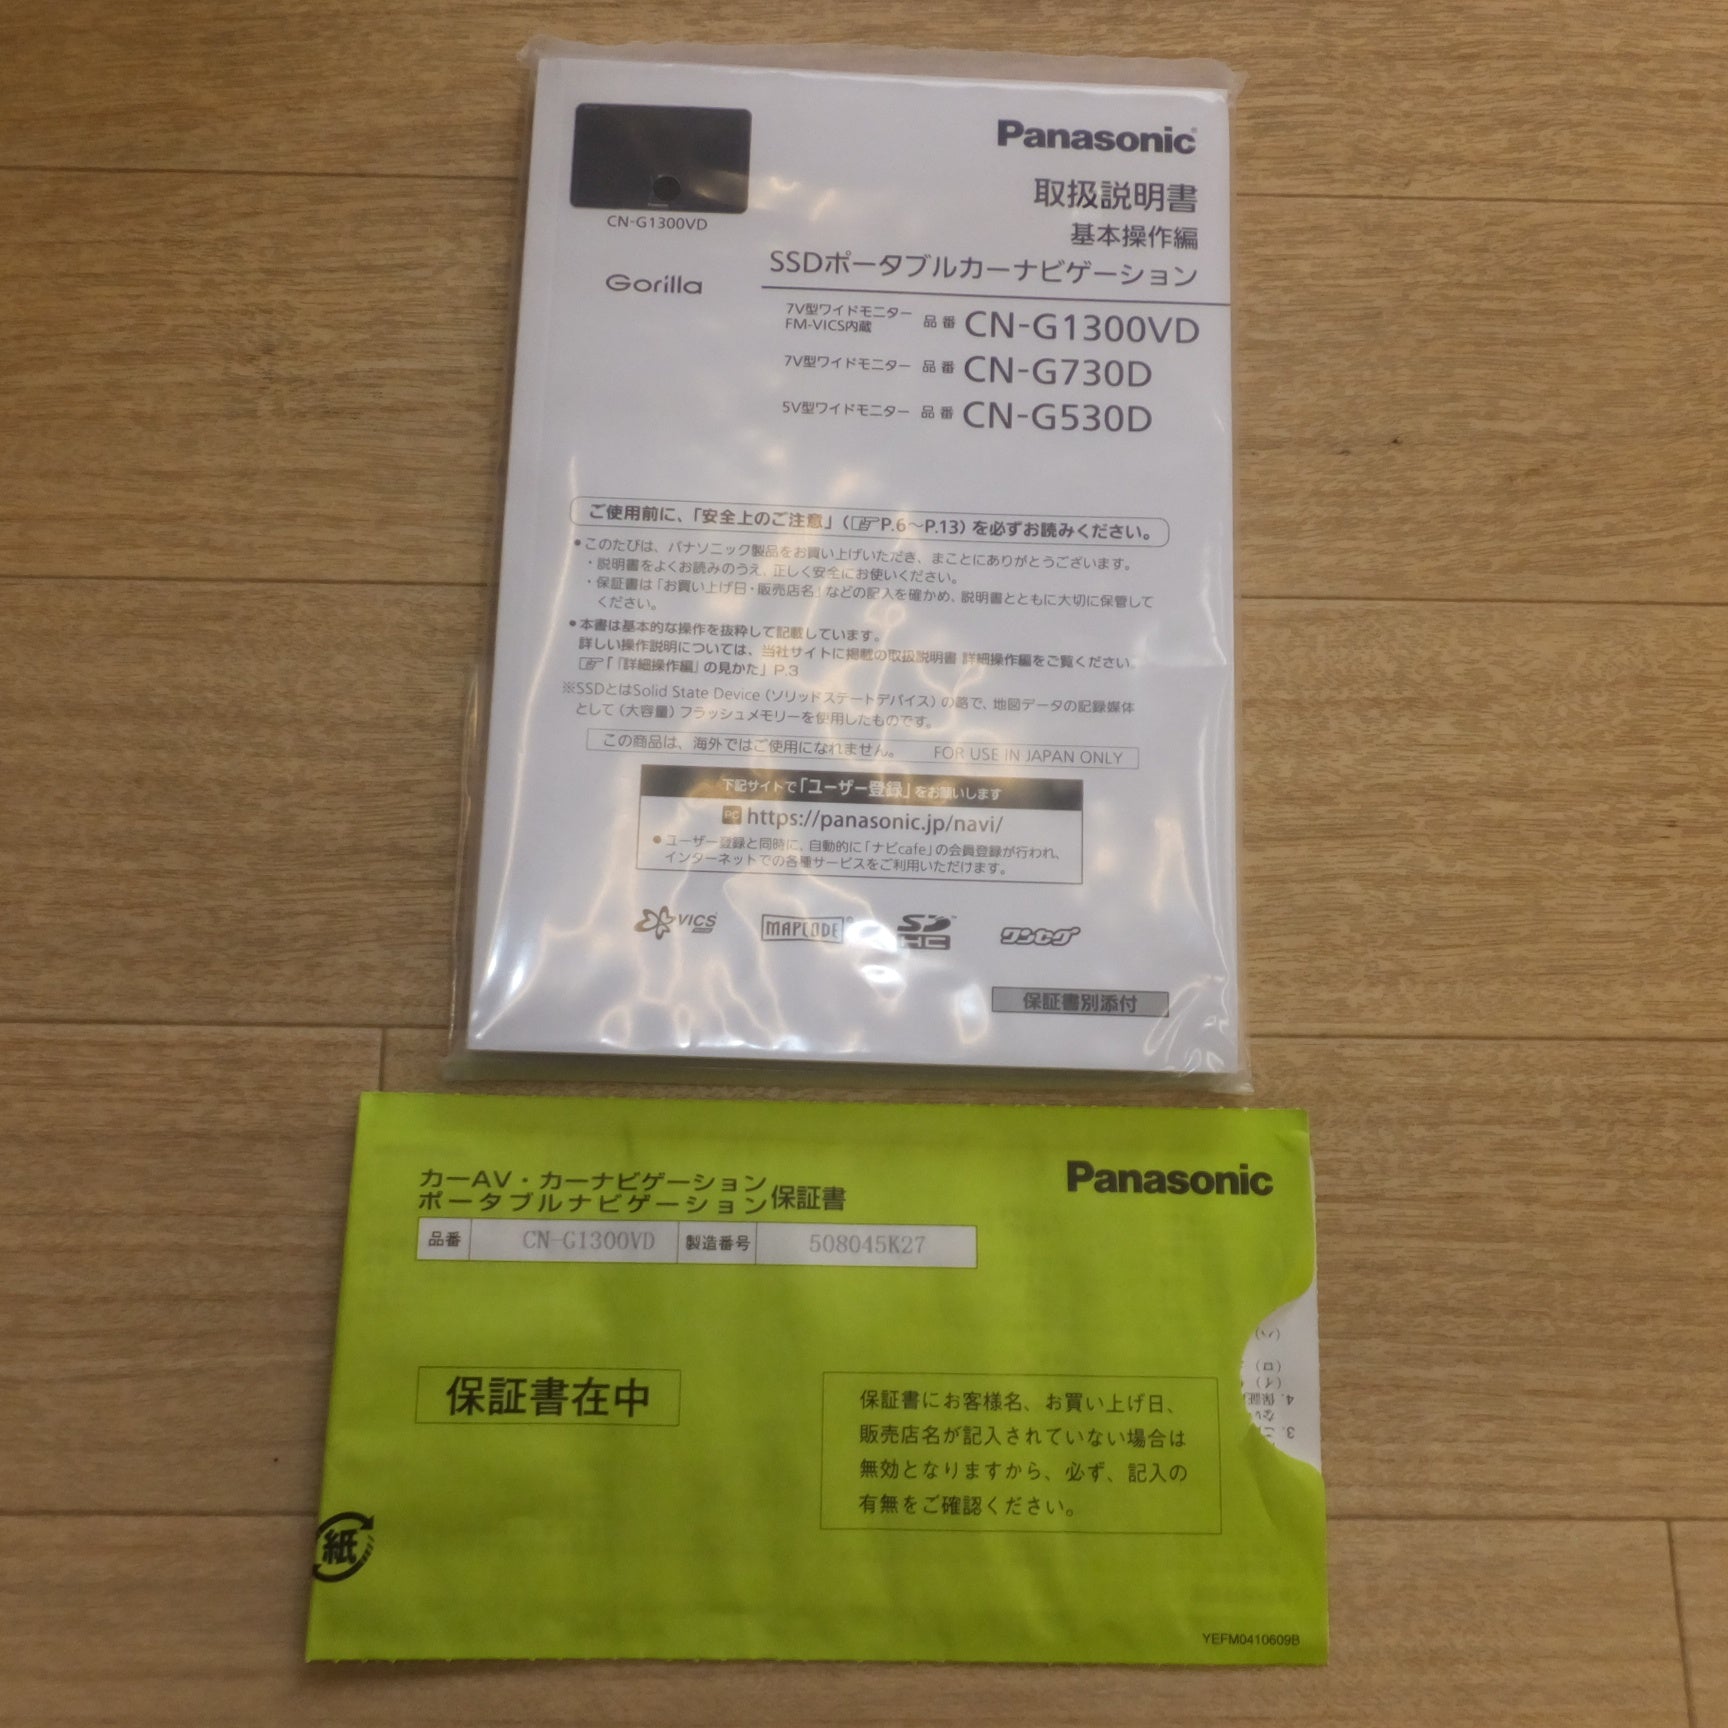 Panasonic
取扱説明書
基本操作編
SSDポータブルカーナビゲーション
CN-G1300VD
Gorilla
7V型ワイドモニター
FM-VICS内蔵 品番 CN-G1300VD
7V型ワイドモニター 品番 CN-G730D
5V型ワイドモニター 品番 CN-G530D
ご使用前に、「安全上のご注意」(P.6～P.13)を必ずお読みください。
●このたびは、パナソニック製品をお買い上げいただき、まことにありがとうございます。
・説明書をよくお読みのうえ、正しく安全にお使いください。
・保証書は「お買い上げ日・販売店名」などの記入を確かめ、説明書とともに大切に保管して
ください。
●本書は基本的な操作を抜粋して記載しています。
詳しい操作説明については、当社サイトに掲載の取扱説明書 詳細操作編をご覧ください。
「『詳細操作編』の見かた」P.3
※SSDとはSolid State Device(ソリッドステートデバイス)の略で、地図データの記録媒体
として(大容量)フラッシュメモリーを使用したものです。
この商品は、海外ではご使用になれません。 FOR USE IN JAPAN ONLY
下記サイトで「ユーザー登録」をお願いします
PC https://panasonic.jp/navi/
●ユーザー登録と同時に、自動的に「ナビcafe」の会員登録が行われ、
インターネットでの各種サービスをご利用いただけます。
VICS MAPCODE SD HC ワンセグ
保証書別添付
Panasonic
カーAV・カーナビゲーション
ポータブルナビゲーション 保証書
品番 CN-G1300VD 製造番号 508045K27
保証書在中
保証書にお客様名、お買い上げ日、
販売店名が記入されていない場合は
無効となりますから、必ず、記入の
有無をご確認ください。
紙
YEFM0410609B